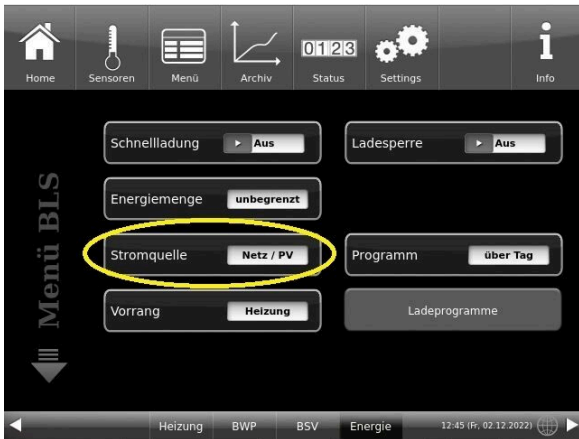 0123
Home Sensoren Menü Archiv Status Settings Info
Menü BLS
Schnellladung Aus Ladesperre Aus
Energiemenge unbegrenzt
Stromquelle Netz / PV Programm über Tag
Vorrang Heizung Ladeprogramme
Heizung BWP BSV Energie 12:45 (Fr, 02.12.2022)